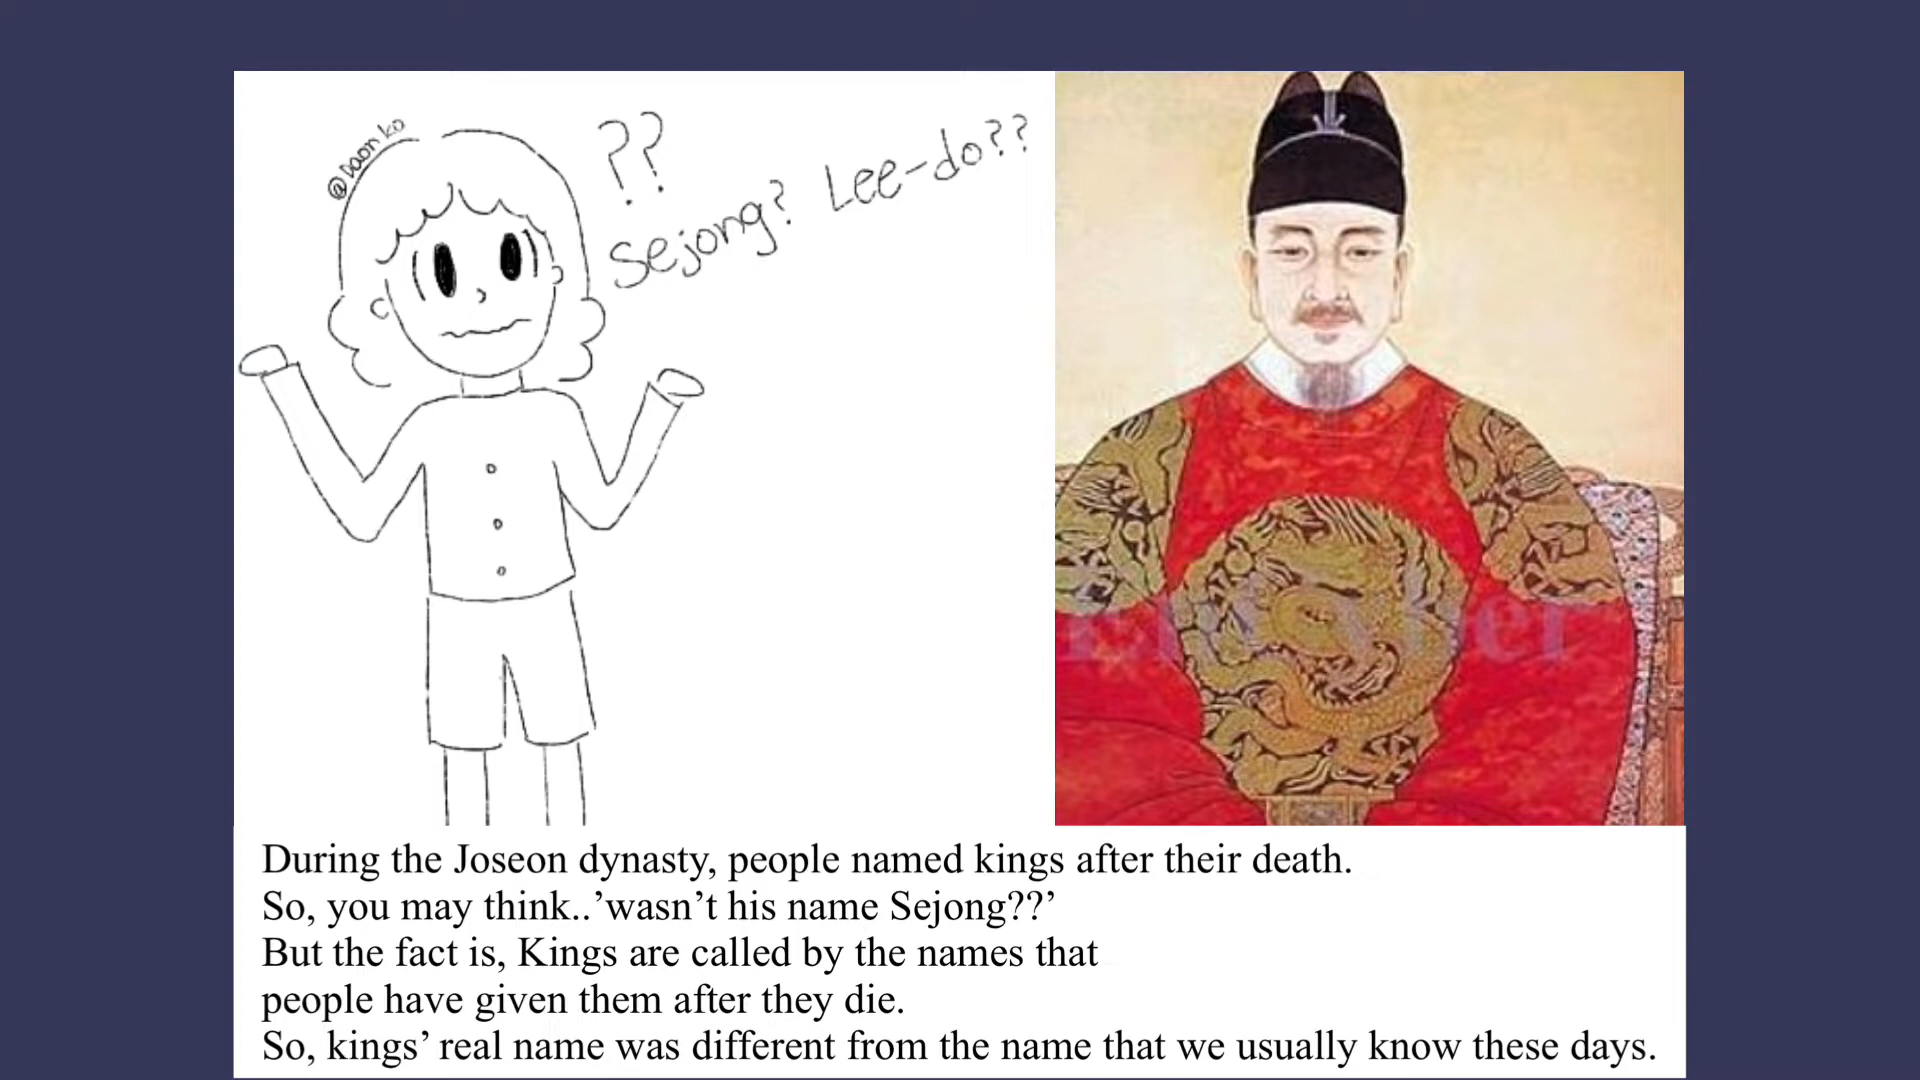 @Daon ko
??
Sejong? Lee-do??
During the Joseon dynasty, people named kings after their death.
So, you may think..’wasn’t his name Sejong??’
But the fact is, Kings are called by the names that
people have given them after they die.
So, kings’ real name was different from the name that we usually know these days.